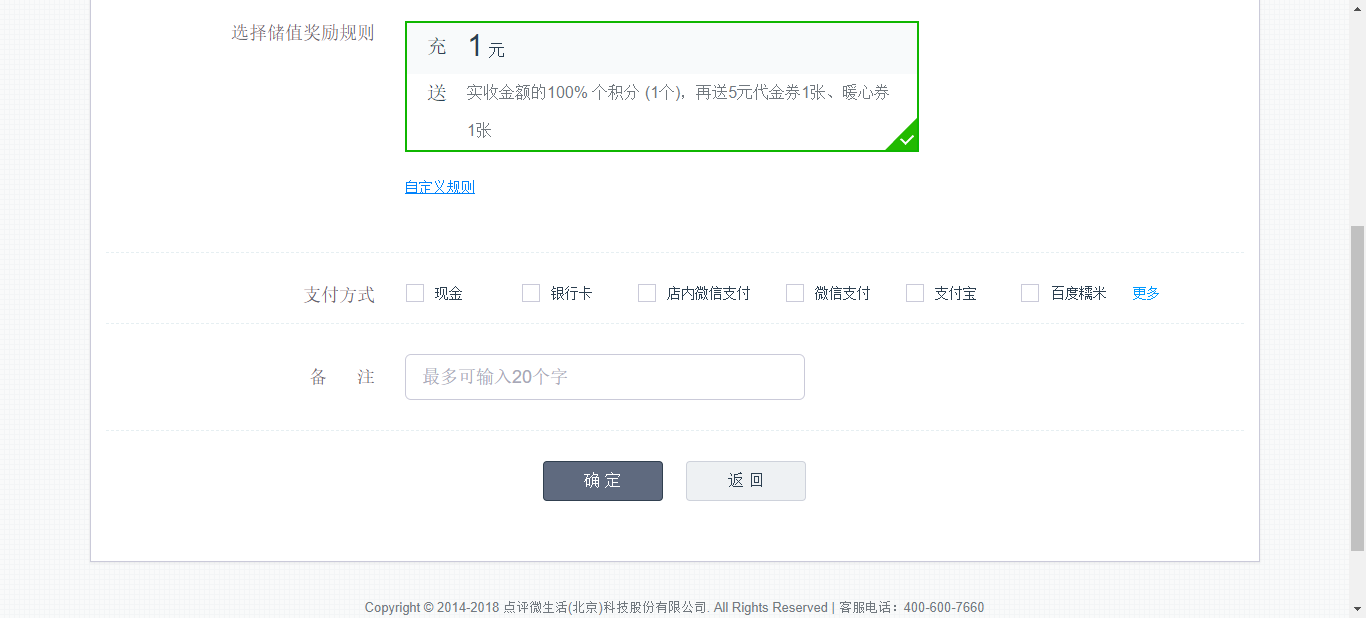 选择储值奖励规则
充 1 元
送 实收金额的100% 个积分 (1个)，再送5元代金券1张、暖心券
1张
自定义规则
支付方式 现金 银行卡 店内微信支付 微信支付 支付宝 百度糯米 更多
备 注 最多可输入20个字
确 定 返 回
Copyright © 2014-2018 点评微生活(北京)科技股份有限公司. All Rights Reserved | 客服电话：400-600-7660